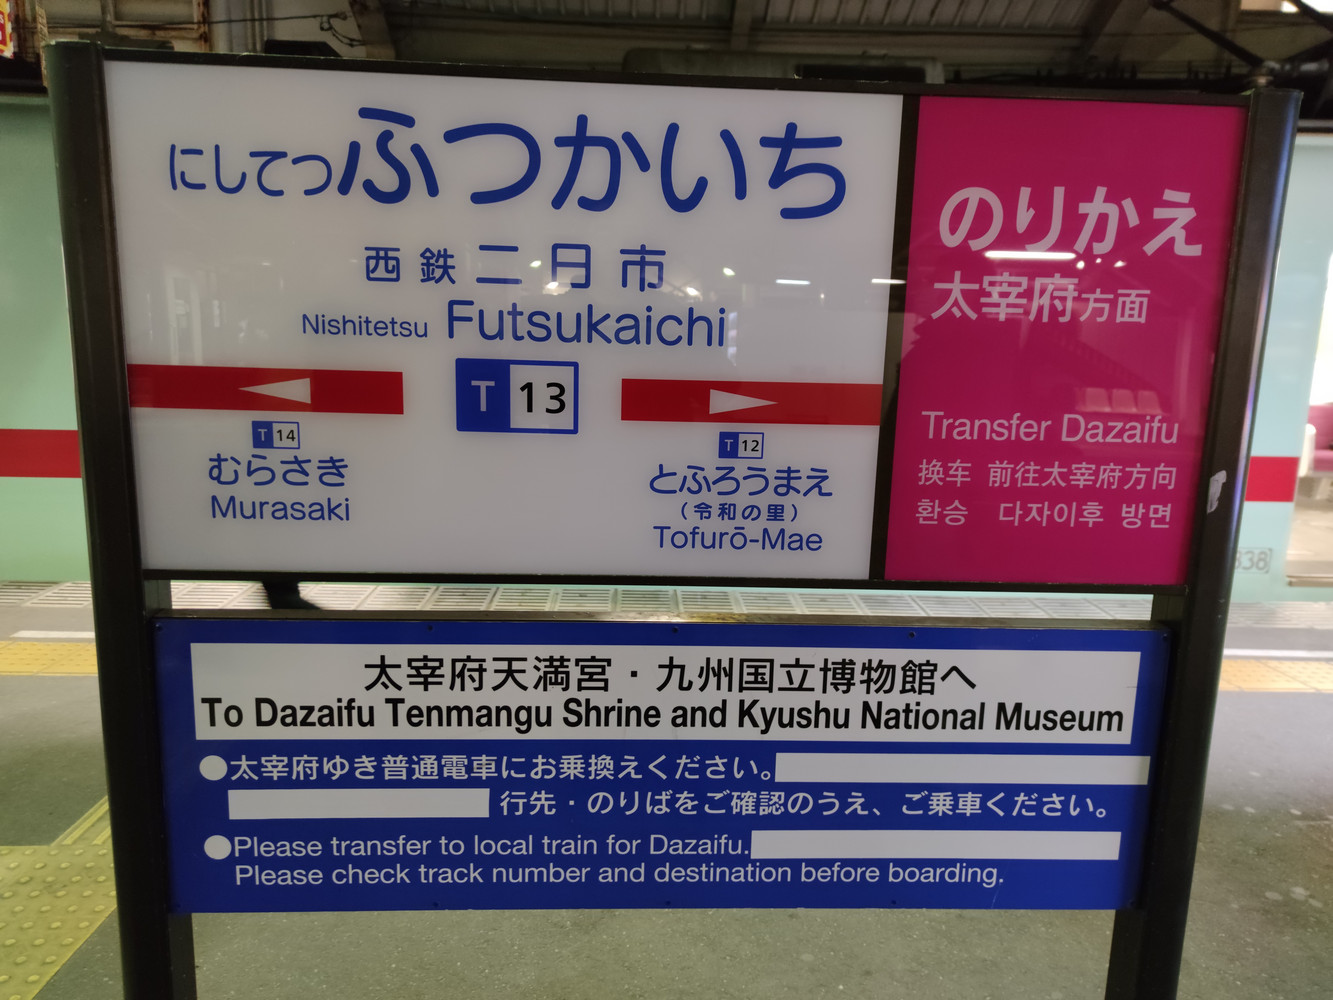 にしてつふつかいち
西鉄二日市
Nishitetsu Futsukaichi
T 13
T 14
むらさき
Murasaki
T 12
とふろうまえ
(令和の里)
Tofurō-Mae
のりかえ
太宰府方面
Transfer Dazaifu
换车 前往太宰府方向
환승 다자이후 방면
太宰府天満宮・九州国立博物館へ
To Dazaifu Tenmangu Shrine and Kyushu National Museum
●太宰府ゆき普通電車にお乗換えください。
行先・のりばをご確認のうえ、ご乗車ください。
●Please transfer to local train for Dazaifu.
Please check track number and destination before boarding.